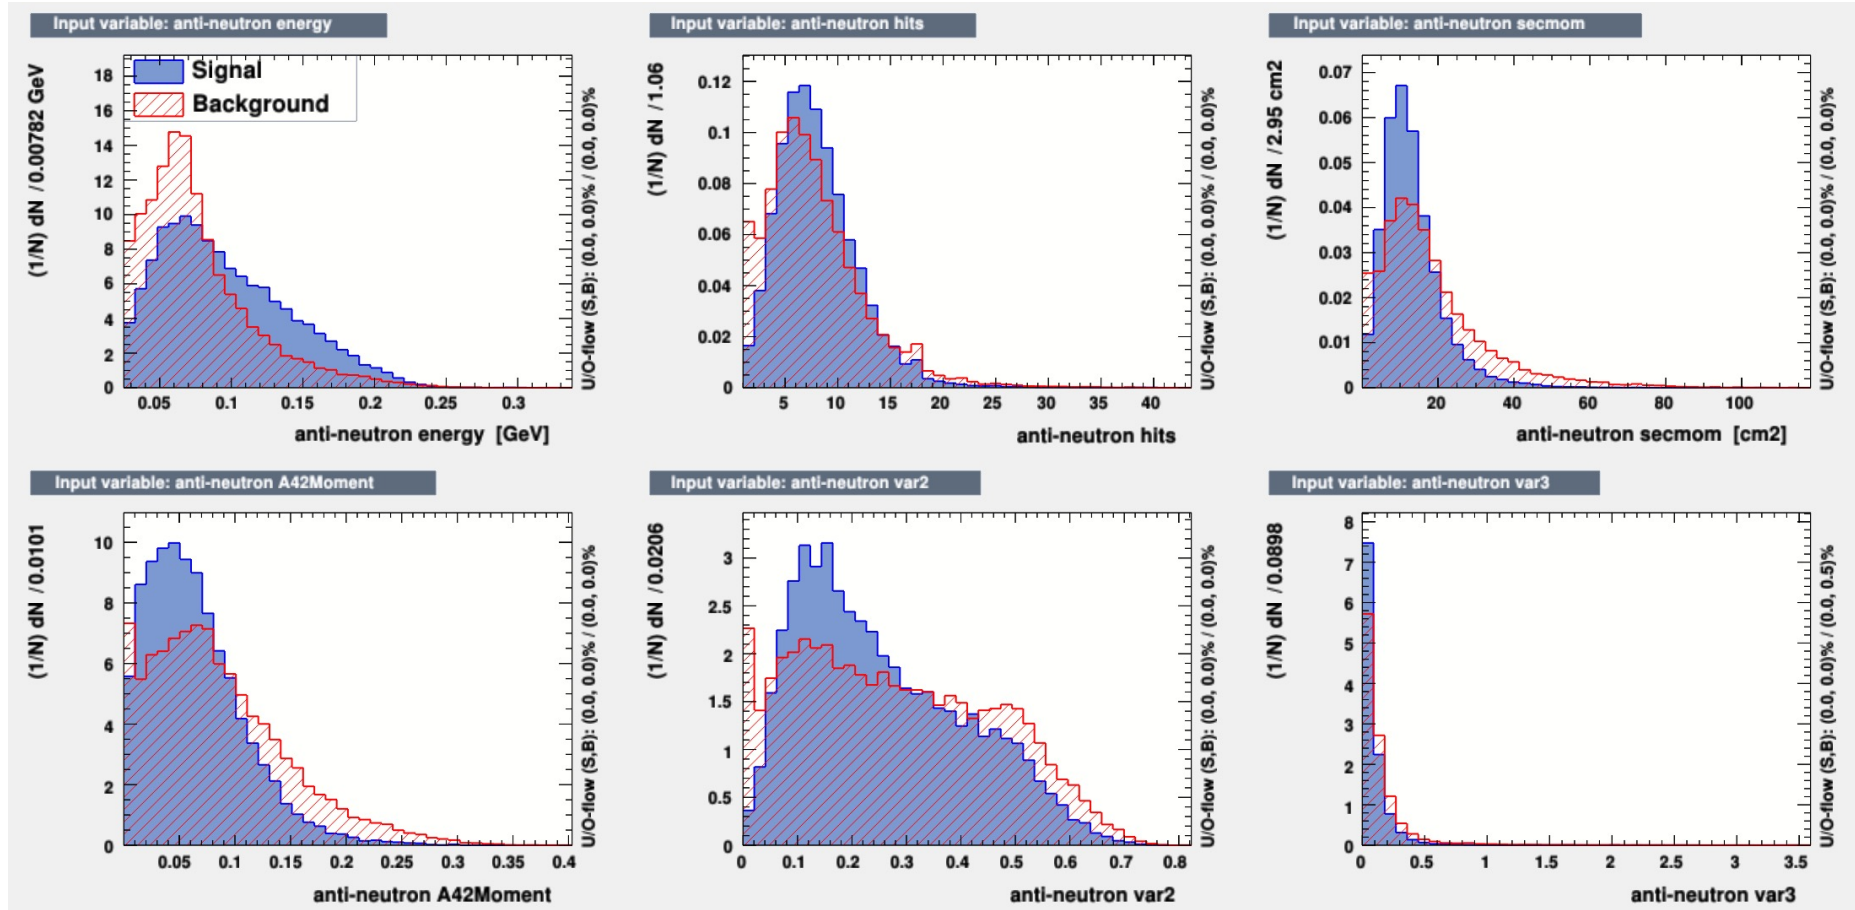 Input variable: anti-neutron energy
(1/N) dN / 0.00782 GeV
18
16
14
12
10
8
6
4
2
0
Signal
Background
0.05 0.1 0.15 0.2 0.25 0.3
anti-neutron energy [GeV]
U/O-flow (S,B): (0.0, 0.0)% / (0.0, 0.0)%
Input variable: anti-neutron hits
(1/N) dN / 1.06
0.12
0.1
0.08
0.06
0.04
0.02
0
5 10 15 20 25 30 35 40
anti-neutron hits
U/O-flow (S,B): (0.0, 0.0)% / (0.0, 0.0)%
Input variable: anti-neutron secmom
(1/N) dN / 2.95 cm2
0.07
0.06
0.05
0.04
0.03
0.02
0.01
0
20 40 60 80 100
anti-neutron secmom [cm2]
U/O-flow (S,B): (0.0, 0.0)% / (0.0, 0.0)%
Input variable: anti-neutron A42Moment
(1/N) dN / 0.0101
10
8
6
4
2
0
0.05 0.1 0.15 0.2 0.25 0.3 0.35 0.4
anti-neutron A42Moment
U/O-flow (S,B): (0.0, 0.0)% / (0.0, 0.0)%
Input variable: anti-neutron var2
(1/N) dN / 0.0206
3
2.5
2
1.5
1
0.5
0
0 0.1 0.2 0.3 0.4 0.5 0.6 0.7 0.8
anti-neutron var2
U/O-flow (S,B): (0.0, 0.0)% / (0.0, 0.0)%
Input variable: anti-neutron var3
(1/N) dN / 0.0898
8
7
6
5
4
3
2
1
0
0 0.5 1 1.5 2 2.5 3 3.5
anti-neutron var3
U/O-flow (S,B): (0.0, 0.0)% / (0.0, 0.5)%